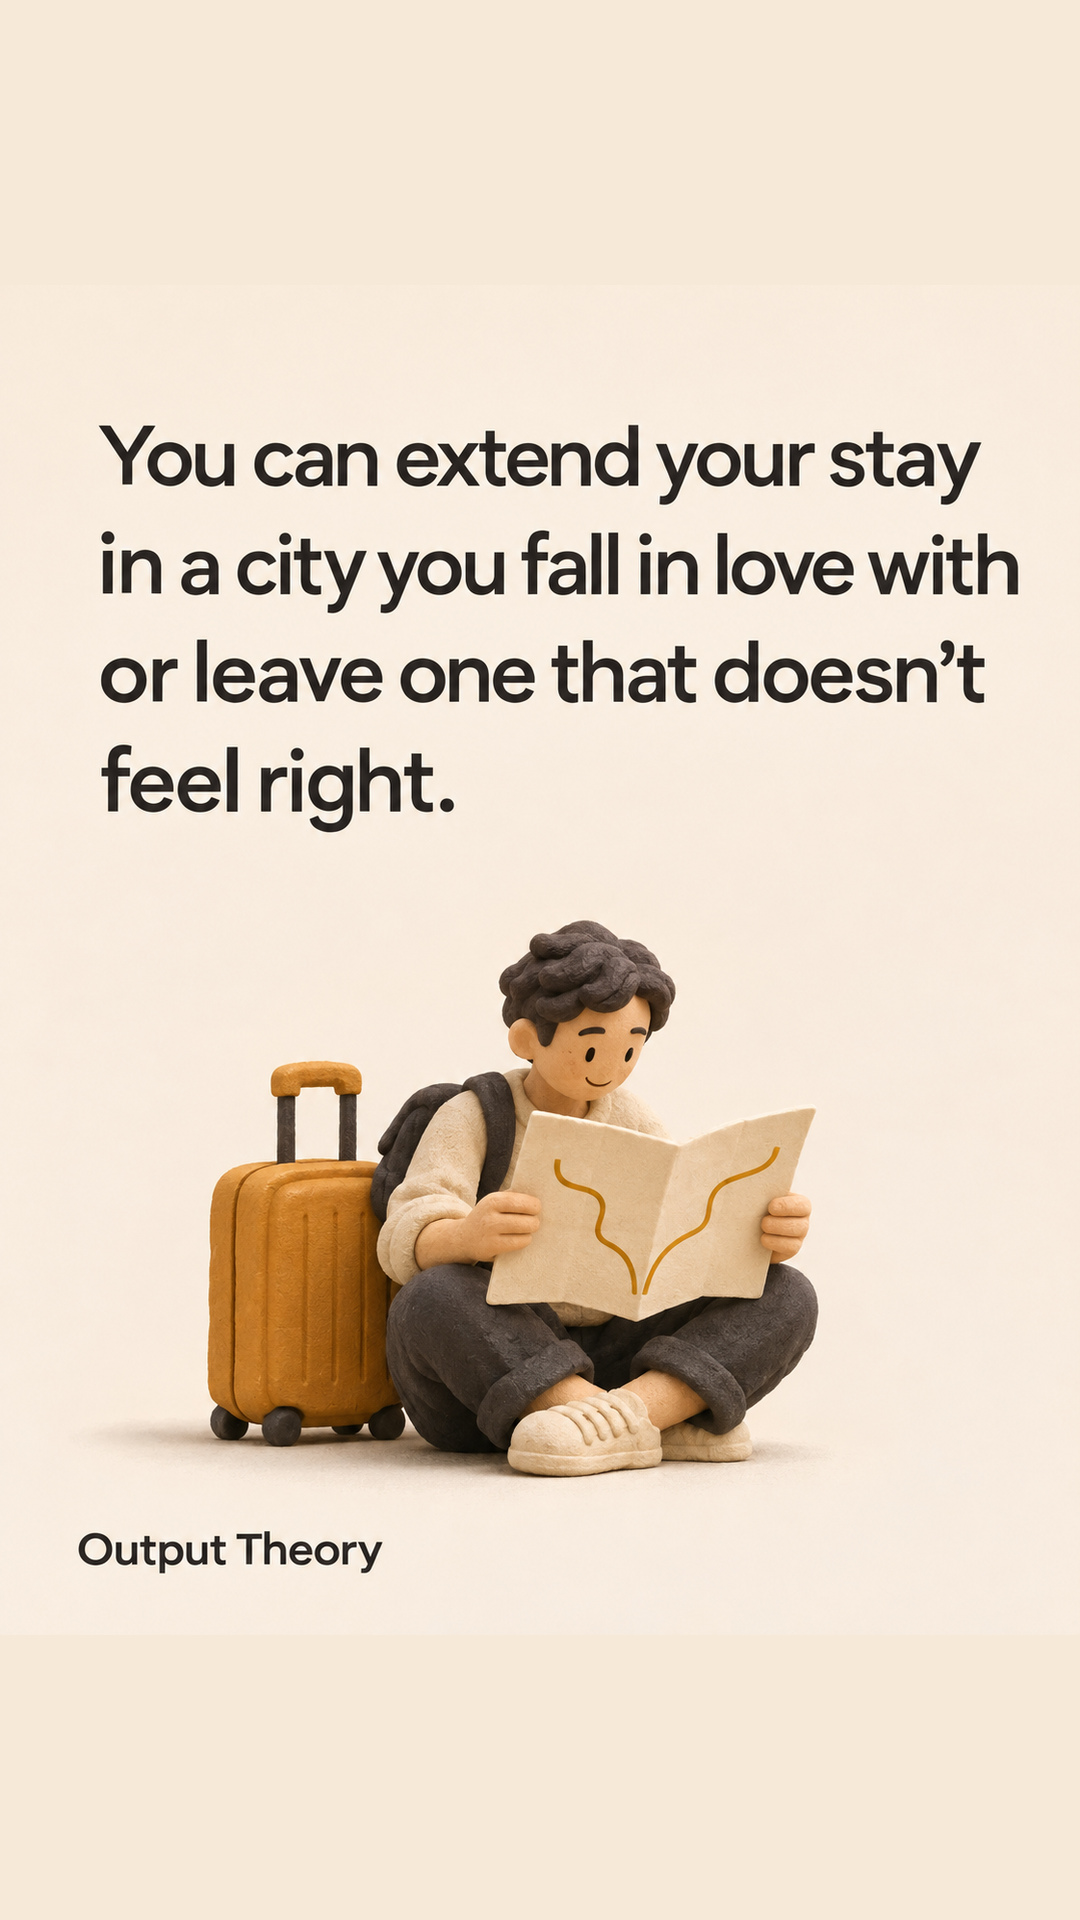 You can extend your stay
in a city you fall in love with
or leave one that doesn’t
feel right.
Output Theory